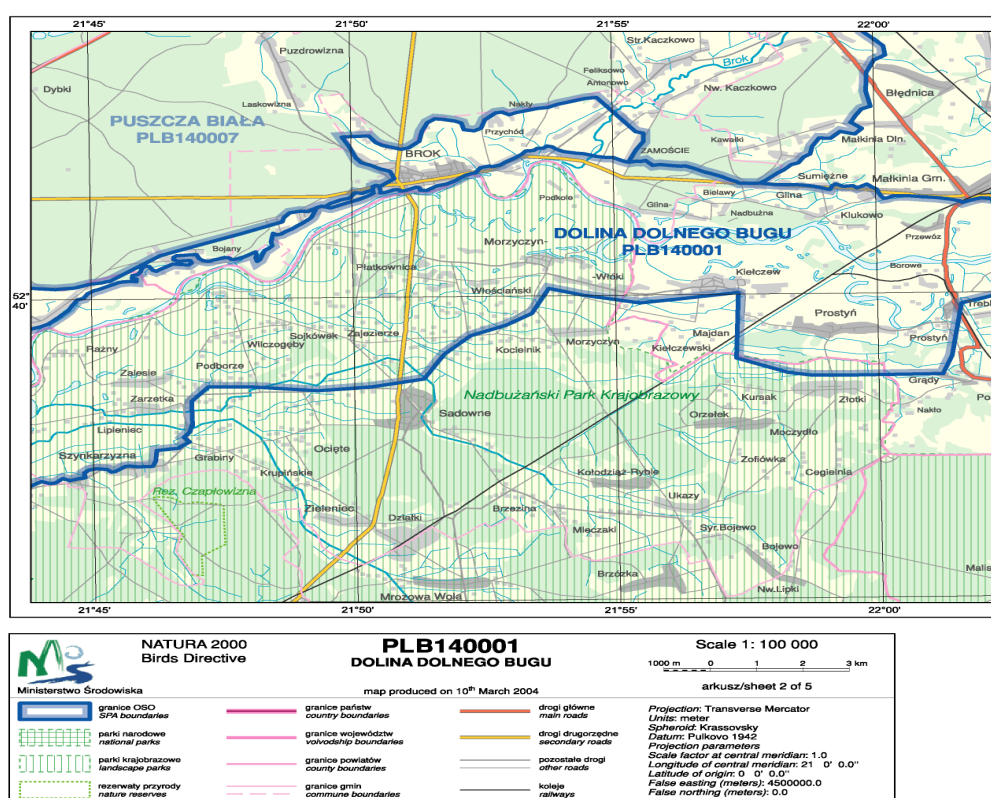 21°45' 21°50' 21°55' 22°00'
Str.Kaczkowo
Puzdrowizna
Brok
Feliksowo
Antonowo
Dybki
Nw. Kaczkowo
Błędnica
Laskowizna
Nakły
PUSZCZA BIAŁA
PLB140007
Przychód
Kawałki
Małkinia Dln.
BROK
ZAMOŚCIE
Sumiężne
Małkinia Grn.
Podkole
Bielawy
Glina
Glina-
Nadbużna
Klukowo
DOLINA DOLNEGO BUGU
PLB140001
Przewóz
Bojany
Morzyczyn-
Płatkownica
Borowe
-Włóki
Kiełczew
52°
40'
Włościański
Prostyń
Trebl
Sojkówek
Zajezierze
Wilczogęby
Majdan
Prostyń
Morzyczyn
Kiełczewski
Rażny
Kocielnik
Podborze
Zalesie
Grądy
Zarzetka
Nadbużański Park Krajobrazowy
Kursak
Złotki
Po
Nakło
Sadowne
Orzełek
Lipieniec
Moczydło
Ocięte
Szynkarzyzna
Grabiny
Zofiówka
Cegielnia
Krupińskie
Kołodziąż-Rybie
Rez. Czaplowizna
Ukazy
Zieleniec
Działki
Brzezina
Mięczaki
Syr.Bojewo
Bojewo
Brzózka
Malis
Nw.Lipki
Mrozowa Wola
21°45' 21°50' 21°55' 22°00'
NATURA 2000
Birds Directive
Ministerstwo Środowiska
PLB140001
DOLINA DOLNEGO BUGU
map produced on 10th March 2004
Scale 1: 100 000
1000 m 0 1 2 3 km
arkusz/sheet 2 of 5
granice OSO
SPA boundaries
parki narodowe
national parks
parki krajobrazowe
landscape parks
rezerwaty przyrody
nature reserves
granice państw
country boundaries
granice województw
voivodship boundaries
granice powiatów
county boundaries
granice gmin
commune boundaries
drogi główne
main roads
drogi drugorzędne
secondary roads
pozostałe drogi
other roads
koleje
railways
Projection: Transverse Mercator
Units: meter
Spheroid: Krassovsky
Datum: Pulkovo 1942
Projection parameters
Scale factor at central meridian: 1.0
Longitude of central meridian: 21 0' 0.0"
Latitude of origin: 0 0' 0.0"
False easting (meters): 4500000.0
False northing (meters): 0.0